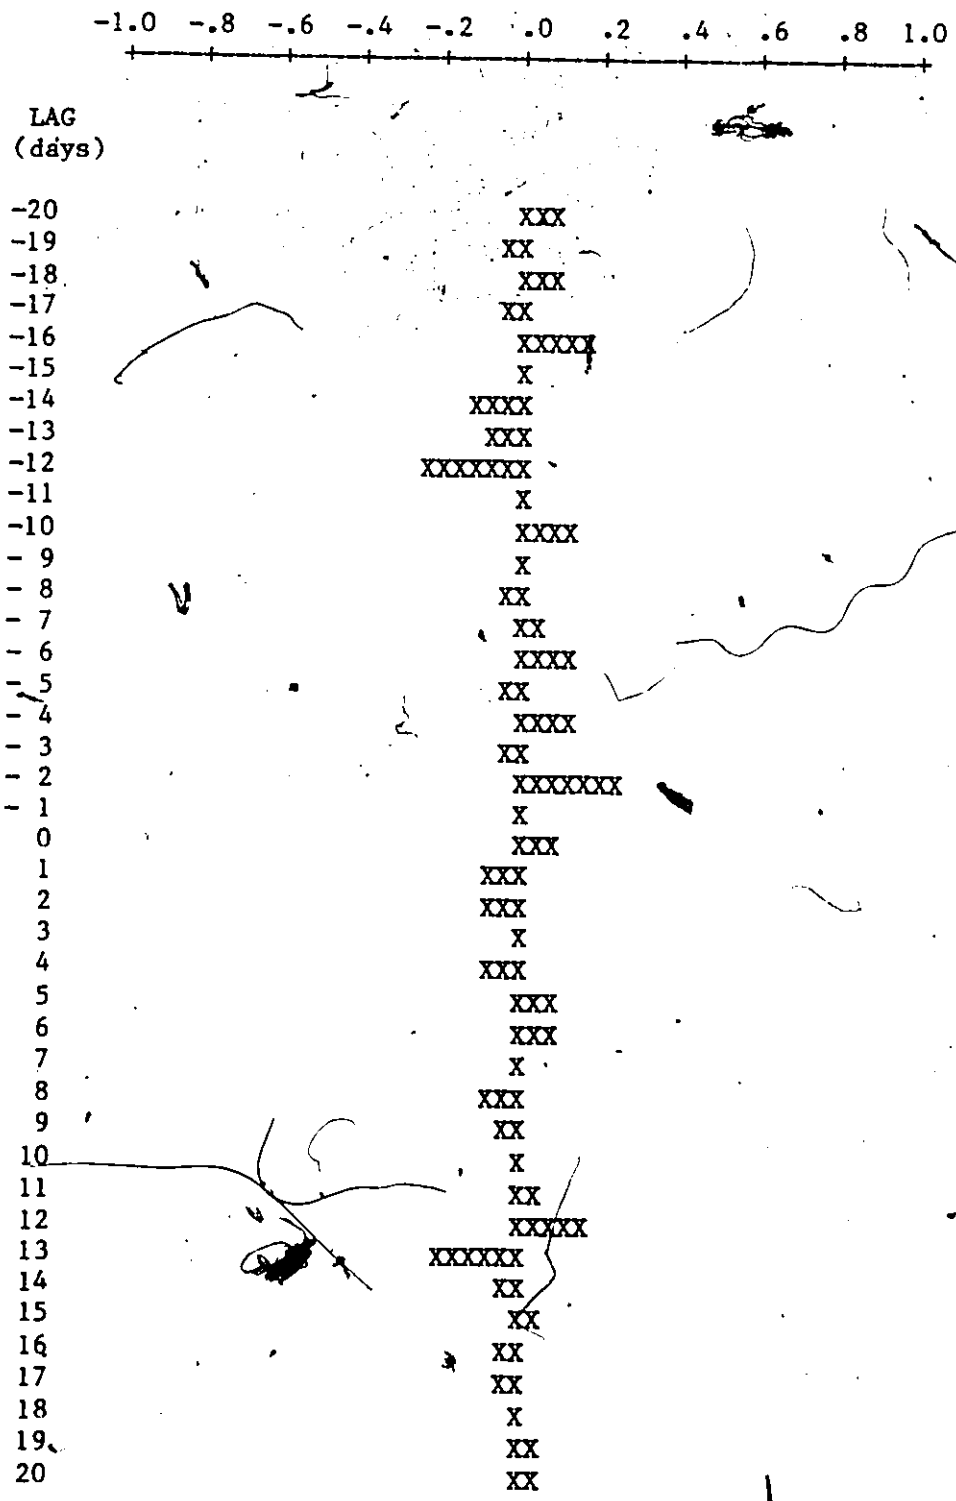 -1.0 -.8 -.6 -.4 -.2 .0 .2 .4 .6 .8 1.0
LAG
(days)
-20 XXX
-19 XX
-18 XXX
-17 XX
-16 XXXXX
-15 X
-14 XXXX
-13 XXX
-12 XXXXXXX
-11 X
-10 XXXX
- 9 X
- 8 XX
- 7 XX
- 6 XXXX
- 5 XX
- 4 XXXX
- 3 XX
- 2 XXXXXXX
- 1 X
0 XXX
1 XXX
2 XXX
3 X
4 XXX
5 XXX
6 XXX
7 X
8 XXX
9 XX
10 X
11 XX
12 XXXXX
13 XXXXXX
14 XX
15 XX
16 XX
17 XX
18 X
19 XX
20 XX